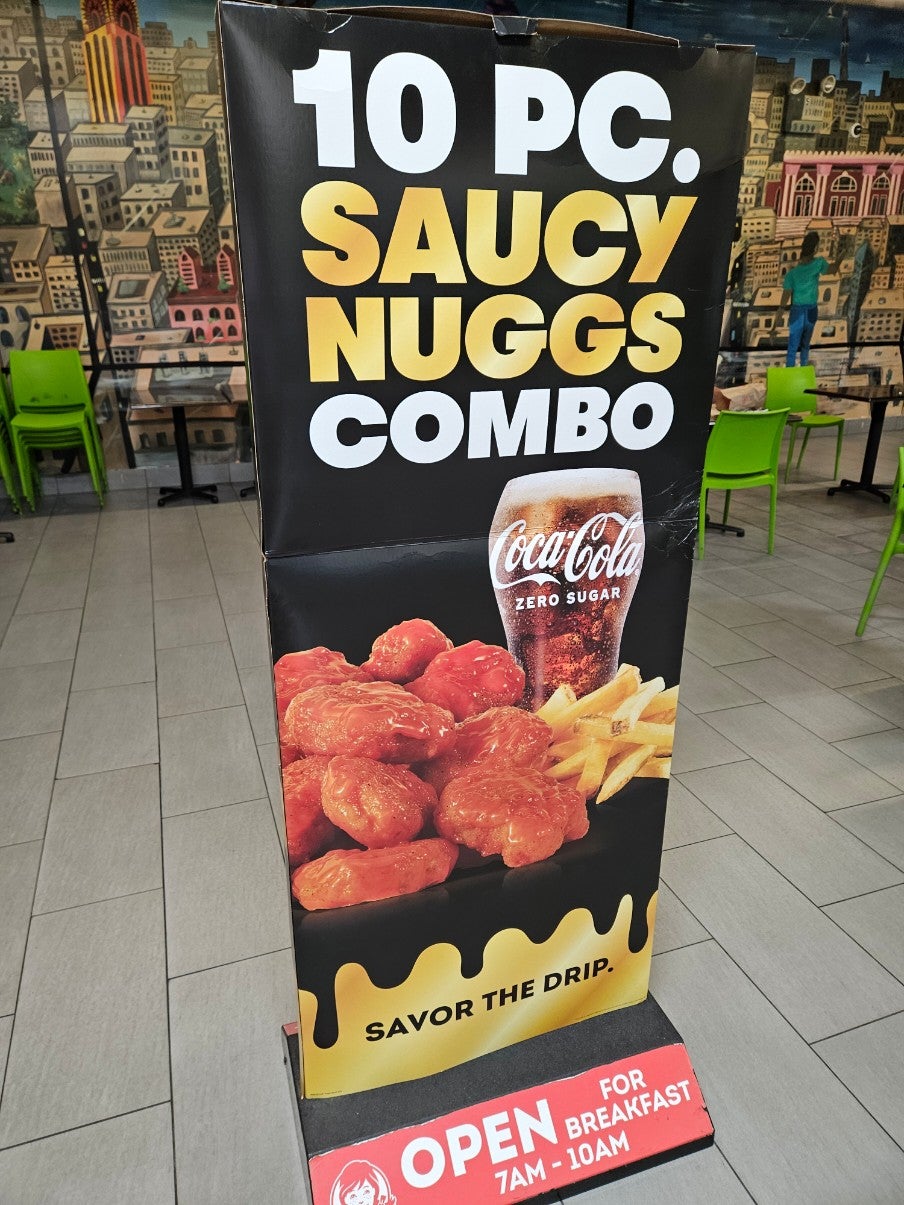 10 PC.
SAUCY
NUGGS
COMBO
Coca-Cola
ZERO SUGAR
SAVOR THE DRIP.
OPEN FOR
BREAKFAST
7AM - 10AM